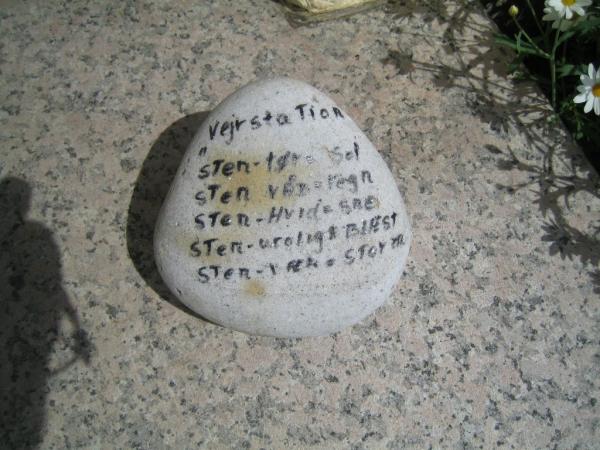 "Vejrstation
STen-tør= Sol
STen våd=regn
STen-Hvid=sne
STen-urolig=BlÆST
STen-væk=STorm